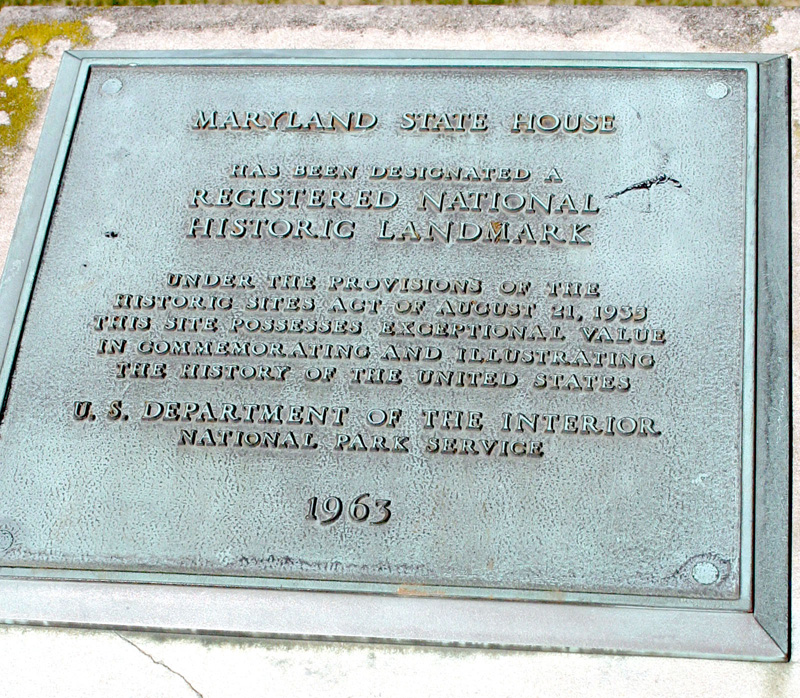 MARYLAND STATE HOUSE
HAS BEEN DESIGNATED A
REGISTERED NATIONAL
HISTORIC LANDMARK
UNDER THE PROVISIONS OF THE
HISTORIC SITES ACT OF AUGUST 21, 1935
THIS SITE POSSESSES EXCEPTIONAL VALUE
IN COMMEMORATING AND ILLUSTRATING
THE HISTORY OF THE UNITED STATES
U. S. DEPARTMENT OF THE INTERIOR
NATIONAL PARK SERVICE
1963